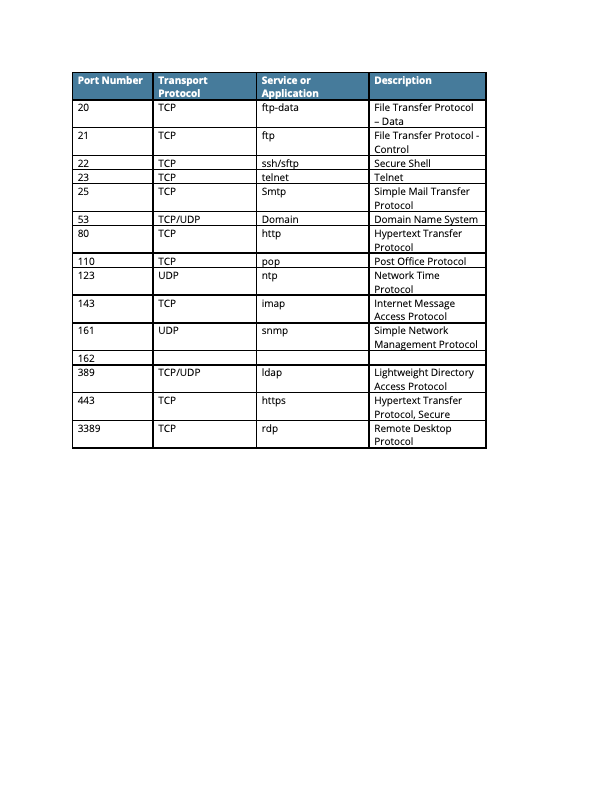 Port Number Transport Protocol Service or Application Description
20 TCP ftp-data File Transfer Protocol
– Data
21 TCP ftp File Transfer Protocol -
Control
22 TCP ssh/sftp Secure Shell
23 TCP telnet Telnet
25 TCP Smtp Simple Mail Transfer
Protocol
53 TCP/UDP Domain Domain Name System
80 TCP http Hypertext Transfer
Protocol
110 TCP pop Post Office Protocol
123 UDP ntp Network Time
Protocol
143 TCP imap Internet Message
Access Protocol
161 UDP snmp Simple Network
Management Protocol
162
389 TCP/UDP ldap Lightweight Directory
Access Protocol
443 TCP https Hypertext Transfer
Protocol, Secure
3389 TCP rdp Remote Desktop
Protocol